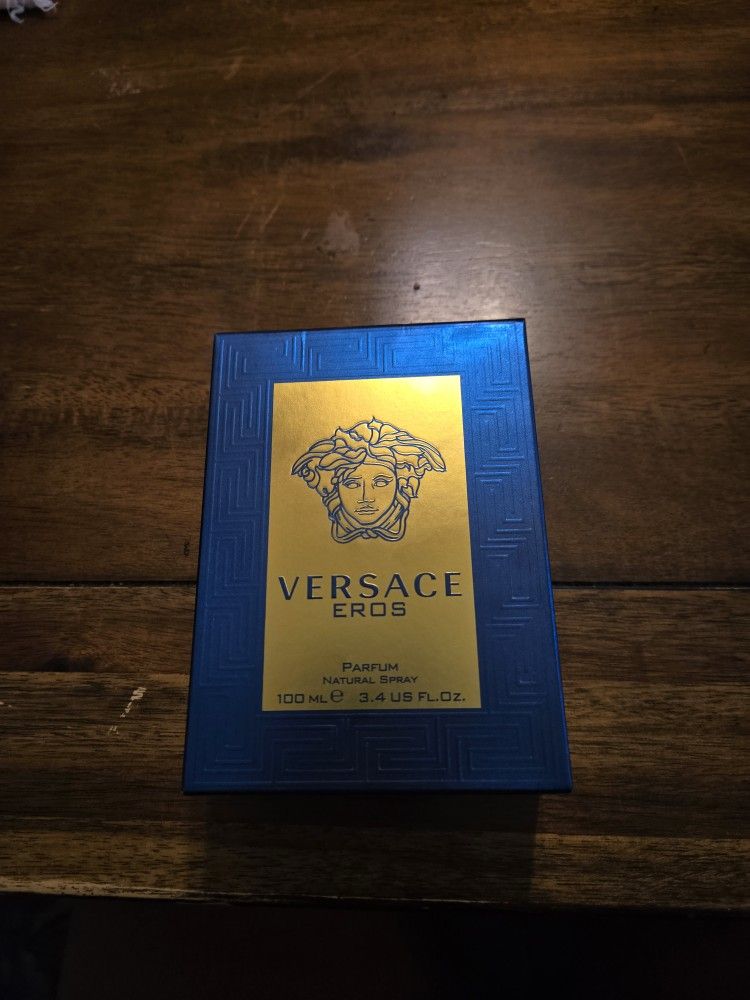 VERSACE
EROS
PARFUM
NATURAL SPRAY
100 ML ℮ 3.4 US FL.OZ.